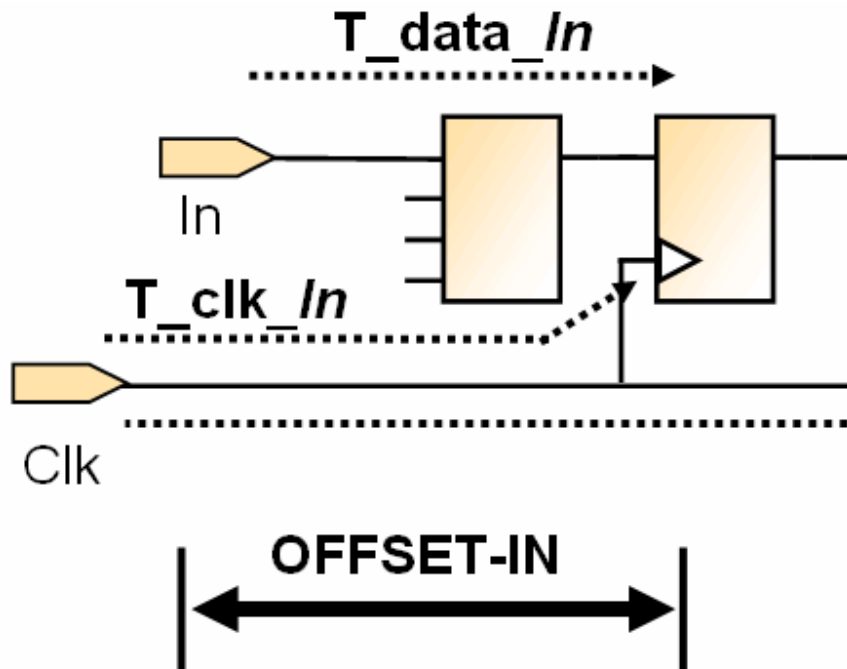 T_data_In
In
T_clk_In
Clk
OFFSET-IN